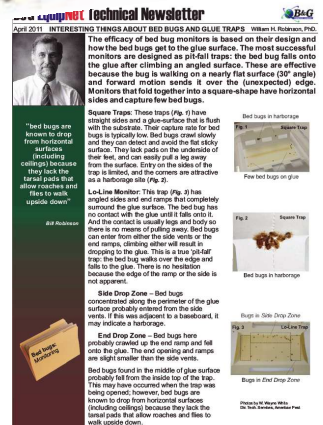 Bed EquipNet Technical Newsletter
B&G
April 2011 INTERESTING THINGS ABOUT BED BUGS AND GLUE TRAPS William H. Robinson, PhD.
The efficacy of bed bug monitors is based on their design and
how the bed bugs get to the glue surface. The most successful
monitors are designed as pit-fall traps: the bed bug falls onto
the glue after climbing an angled surface. These are effective
because the bug is walking on a nearly flat surface (30° angle)
and forward motion sends it over the (unexpected) edge.
Monitors that fold together into a square-shape have horizontal
sides and capture few bed bugs.
"bed bugs are
known to drop
from horizontal
surfaces
(including
ceilings) because
they lack the
tarsal pads that
allow roaches and
flies to walk
upside down"
Bill Robinson
Bed bugs:
Monitoring
Square Traps: These traps (Fig. 1) have
straight sides and a glue-surface that is flush
with the substrate. Their capture rate for bed
bugs is typically low. Bed bugs crawl slowly
and they can detect and avoid the flat sticky
surface. They lack pads on the underside of
their feet, and can easily pull a leg away
from the surface. Entry on the sides of the
trap is limited, and the corners are attractive
as a harborage site (Fig. 2).
Lo-Line Monitor: This trap (Fig. 3) has
angled sides and end ramps that completely
surround the glue surface. The bed bug has
no contact with the glue until it falls onto it.
And the contact is usually legs and body so
there is no means of pulling away. Bed bugs
can enter from either the side vents or the
end ramps, climbing either will result in
dropping to the glue. This is a true 'pit-fall'
trap: the bed bug walks over the edge and
falls to the glue. There is no hesitation
because the edge of the ramp or the side is
not apparent.
Side Drop Zone – Bed bugs
concentrated along the perimeter of the glue
surface probably entered from the side
vents. If this was adjacent to a baseboard, it
may indicate a harborage.
End Drop Zone – Bed bugs here
probably crawled up the end ramp and fell
onto the glue. The end opening and ramps
are slight smaller than the side vents.
Bed bugs found in the middle of glue surface
probably fell from the inside top of the trap.
This may have occurred when the trap was
being opened; however, bed bugs are
known to drop from horizontal surfaces
(including ceilings) because they lack the
tarsal pads that allow roaches and flies to
walk upside down.
Bed bugs in harborage
Fig. 1 Square Trap
Few bed bugs on glue
Fig. 2 Square Trap
Bed bugs in harborage
Bugs in Side Drop Zone
Fig. 3 Lo-Line Trap
Bugs in End Drop Zone
Photos by W. Wayne White
Dir. Tech. Services, American Pest